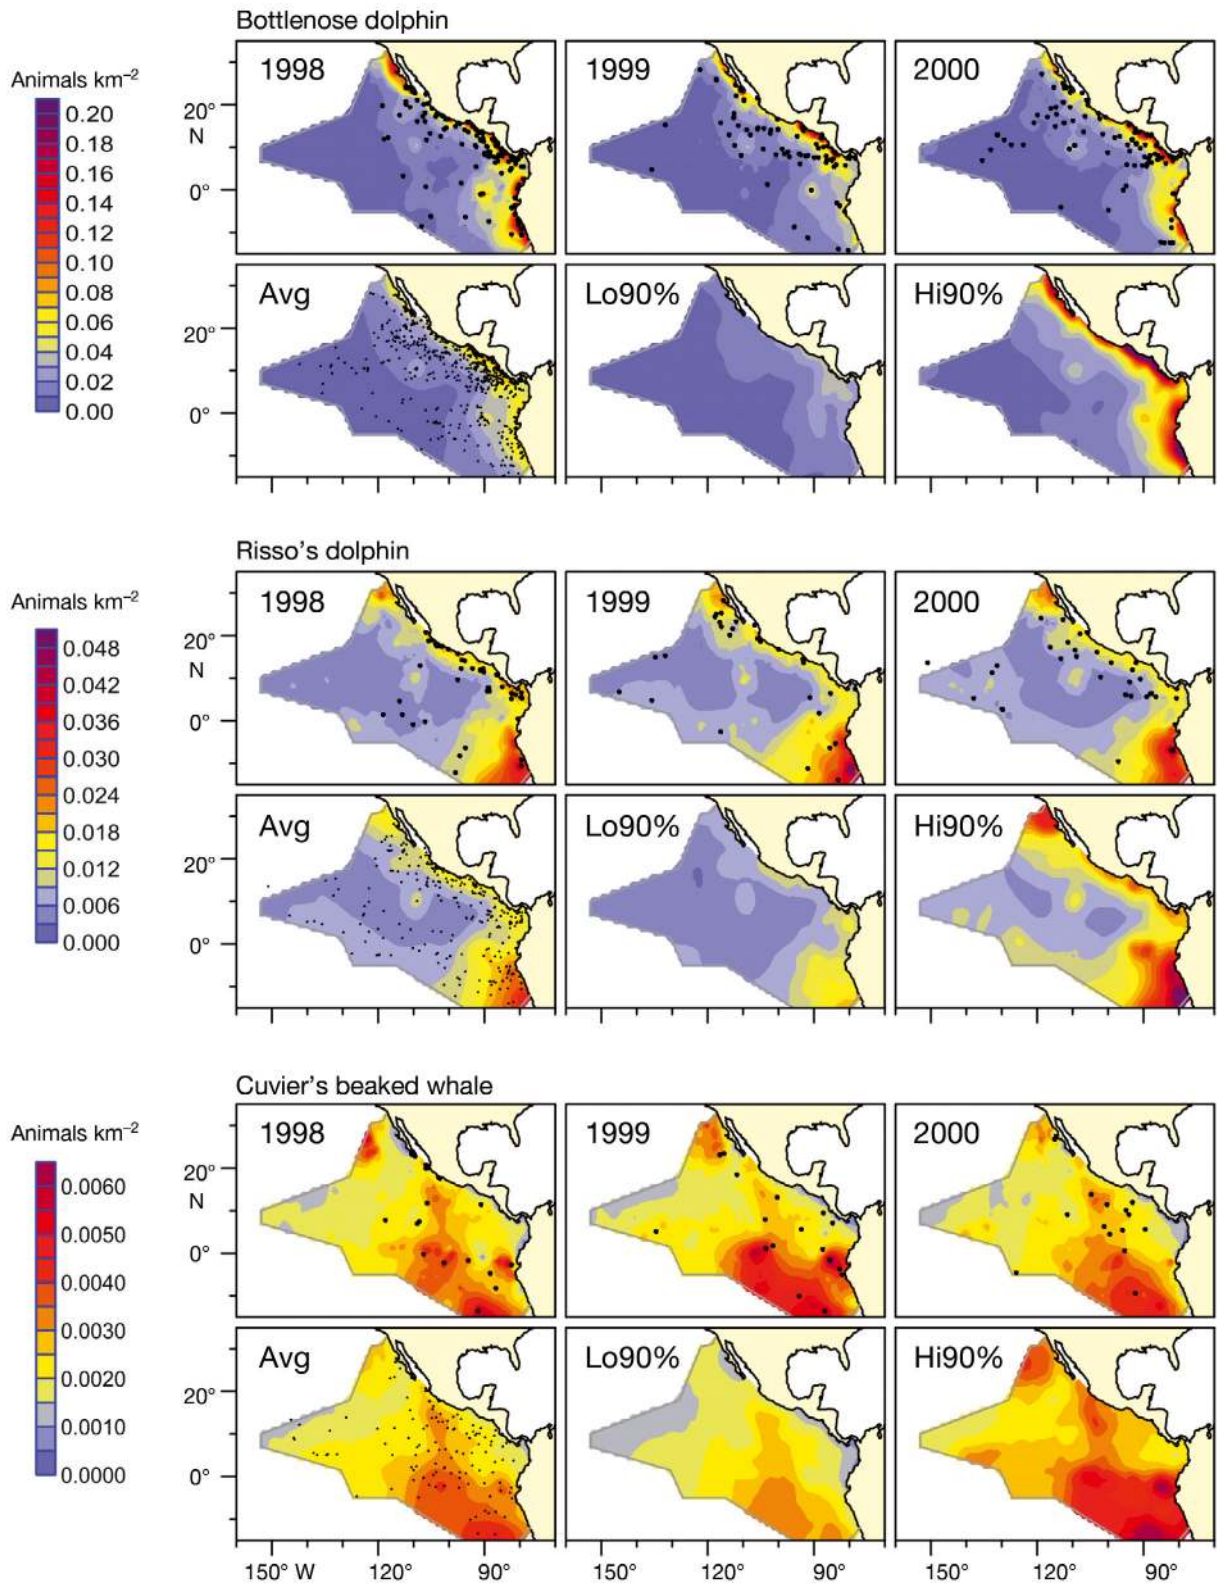 Bottlenose dolphin
Animals km⁻²
0.20
0.18
0.16
0.14
0.12
0.10
0.08
0.06
0.04
0.02
0.00
1998
1999
2000
20°
N
0°
Avg
Lo90%
Hi90%
20°
0°
Risso's dolphin
Animals km⁻²
0.048
0.042
0.036
0.030
0.024
0.018
0.012
0.006
0.000
1998
1999
2000
20°
N
0°
Avg
Lo90%
Hi90%
20°
0°
Cuvier's beaked whale
Animals km⁻²
0.0060
0.0050
0.0040
0.0030
0.0020
0.0010
0.0000
1998
1999
2000
20°
N
0°
Avg
Lo90%
Hi90%
20°
0°
150° W 120° 90° 150° 120° 90° 150° 120° 90°